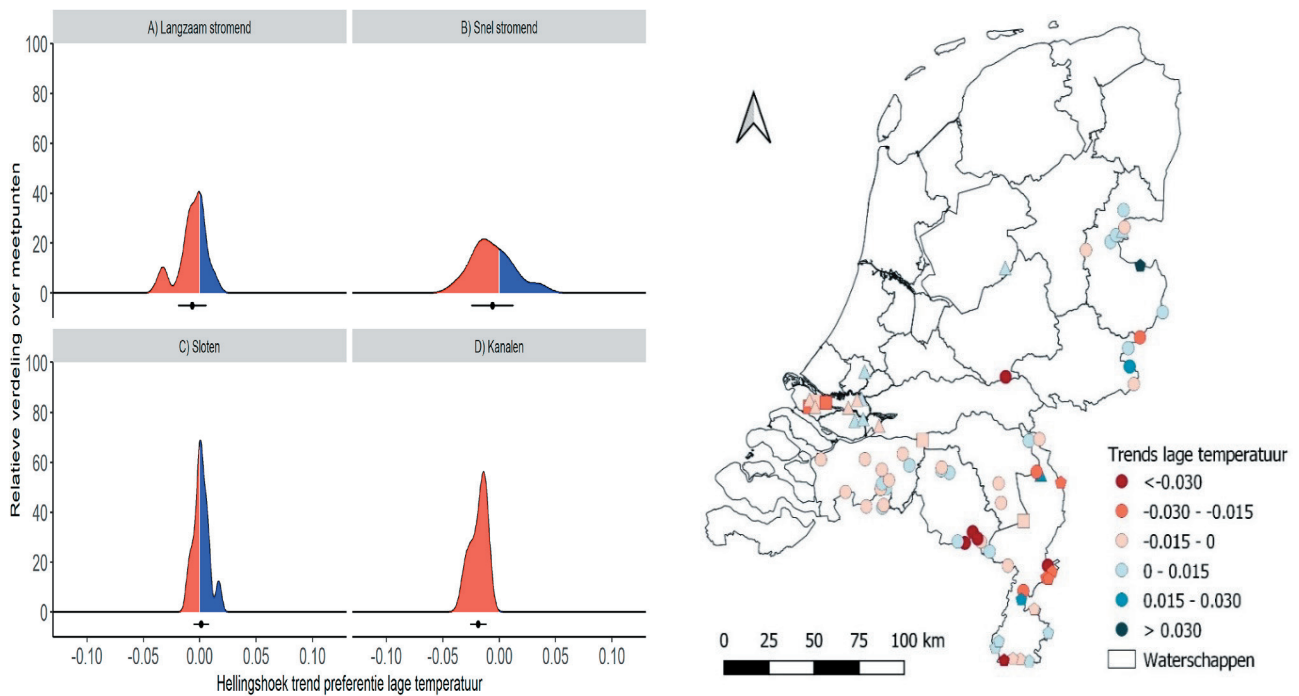 A) Langzaam stromend
B) Snel stromend
100
80
60
40
20
0
C) Sloten
D) Kanalen
100
80
60
40
20
0
-0.10 -0.05 0.00 0.05 0.10
-0.10 -0.05 0.00 0.05 0.10
Relatieve verdeling over meetpunten
Hellingshoek trend preferentie lage temperatuur
Trends lage temperatuur
<-0.030
-0.030 - -0.015
-0.015 - 0
0 - 0.015
0.015 - 0.030
> 0.030
Waterschappen
0 25 50 75 100 km